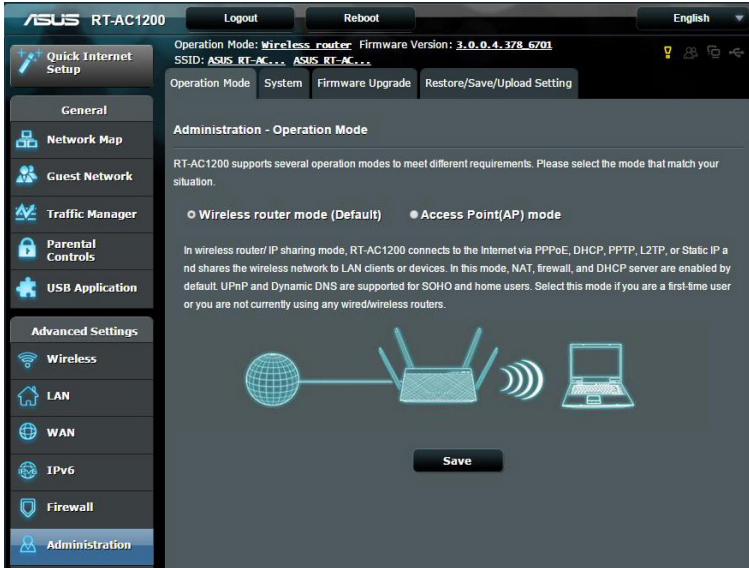 ASUS RT-AC1200
Logout
Reboot
English
Quick Internet
Setup
Operation Mode: Wireless router Firmware Version: 3.0.0.4.378_6701
SSID: ASUS RT-AC... ASUS RT-AC...
Operation Mode
System
Firmware Upgrade
Restore/Save/Upload Setting
General
Network Map
Guest Network
Traffic Manager
Parental
Controls
USB Application
Advanced Settings
Wireless
LAN
WAN
IPv6
IPv6
Firewall
Administration
Administration - Operation Mode
RT-AC1200 supports several operation modes to meet different requirements. Please select the mode that match your
situation.
Wireless router mode (Default)
Access Point(AP) mode
In wireless router/ IP sharing mode, RT-AC1200 connects to the Internet via PPPoE, DHCP, PPTP, L2TP, or Static IP a
nd shares the wireless network to LAN clients or devices. In this mode, NAT, firewall, and DHCP server are enabled by
default. UPnP and Dynamic DNS are supported for SOHO and home users. Select this mode if you are a first-time user
or you are not currently using any wired/wireless routers.
Save